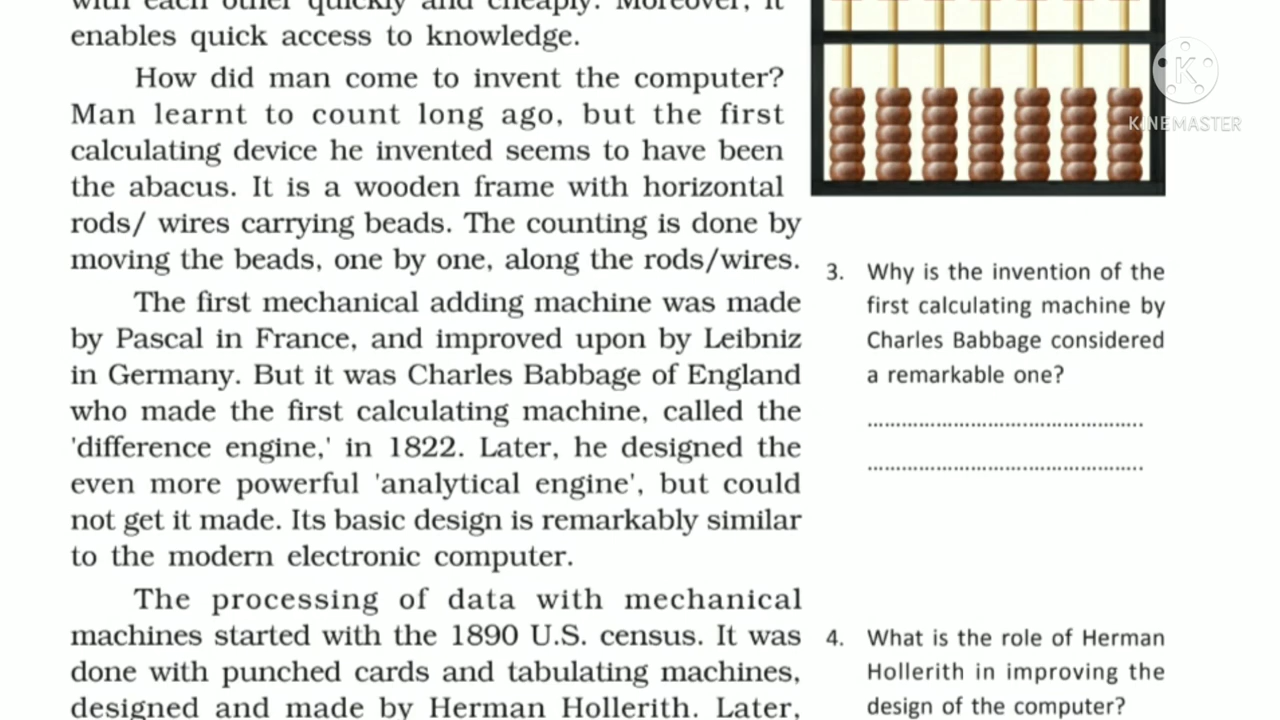 with each other quickly and cheaply. Moreover, it
enables quick access to knowledge.
How did man come to invent the computer?
Man learnt to count long ago, but the first
calculating device he invented seems to have been
the abacus. It is a wooden frame with horizontal
rods/ wires carrying beads. The counting is done by
moving the beads, one by one, along the rods/wires.
The first mechanical adding machine was made
by Pascal in France, and improved upon by Leibniz
in Germany. But it was Charles Babbage of England
who made the first calculating machine, called the
'difference engine,' in 1822. Later, he designed the
even more powerful 'analytical engine', but could
not get it made. Its basic design is remarkably similar
to the modern electronic computer.
The processing of data with mechanical
machines started with the 1890 U.S. census. It was
done with punched cards and tabulating machines,
designed and made by Herman Hollerith. Later,
K
KINEMASTER
3. Why is the invention of the
first calculating machine by
Charles Babbage considered
a remarkable one?
................................................
................................................
4. What is the role of Herman
Hollerith in improving the
design of the computer?